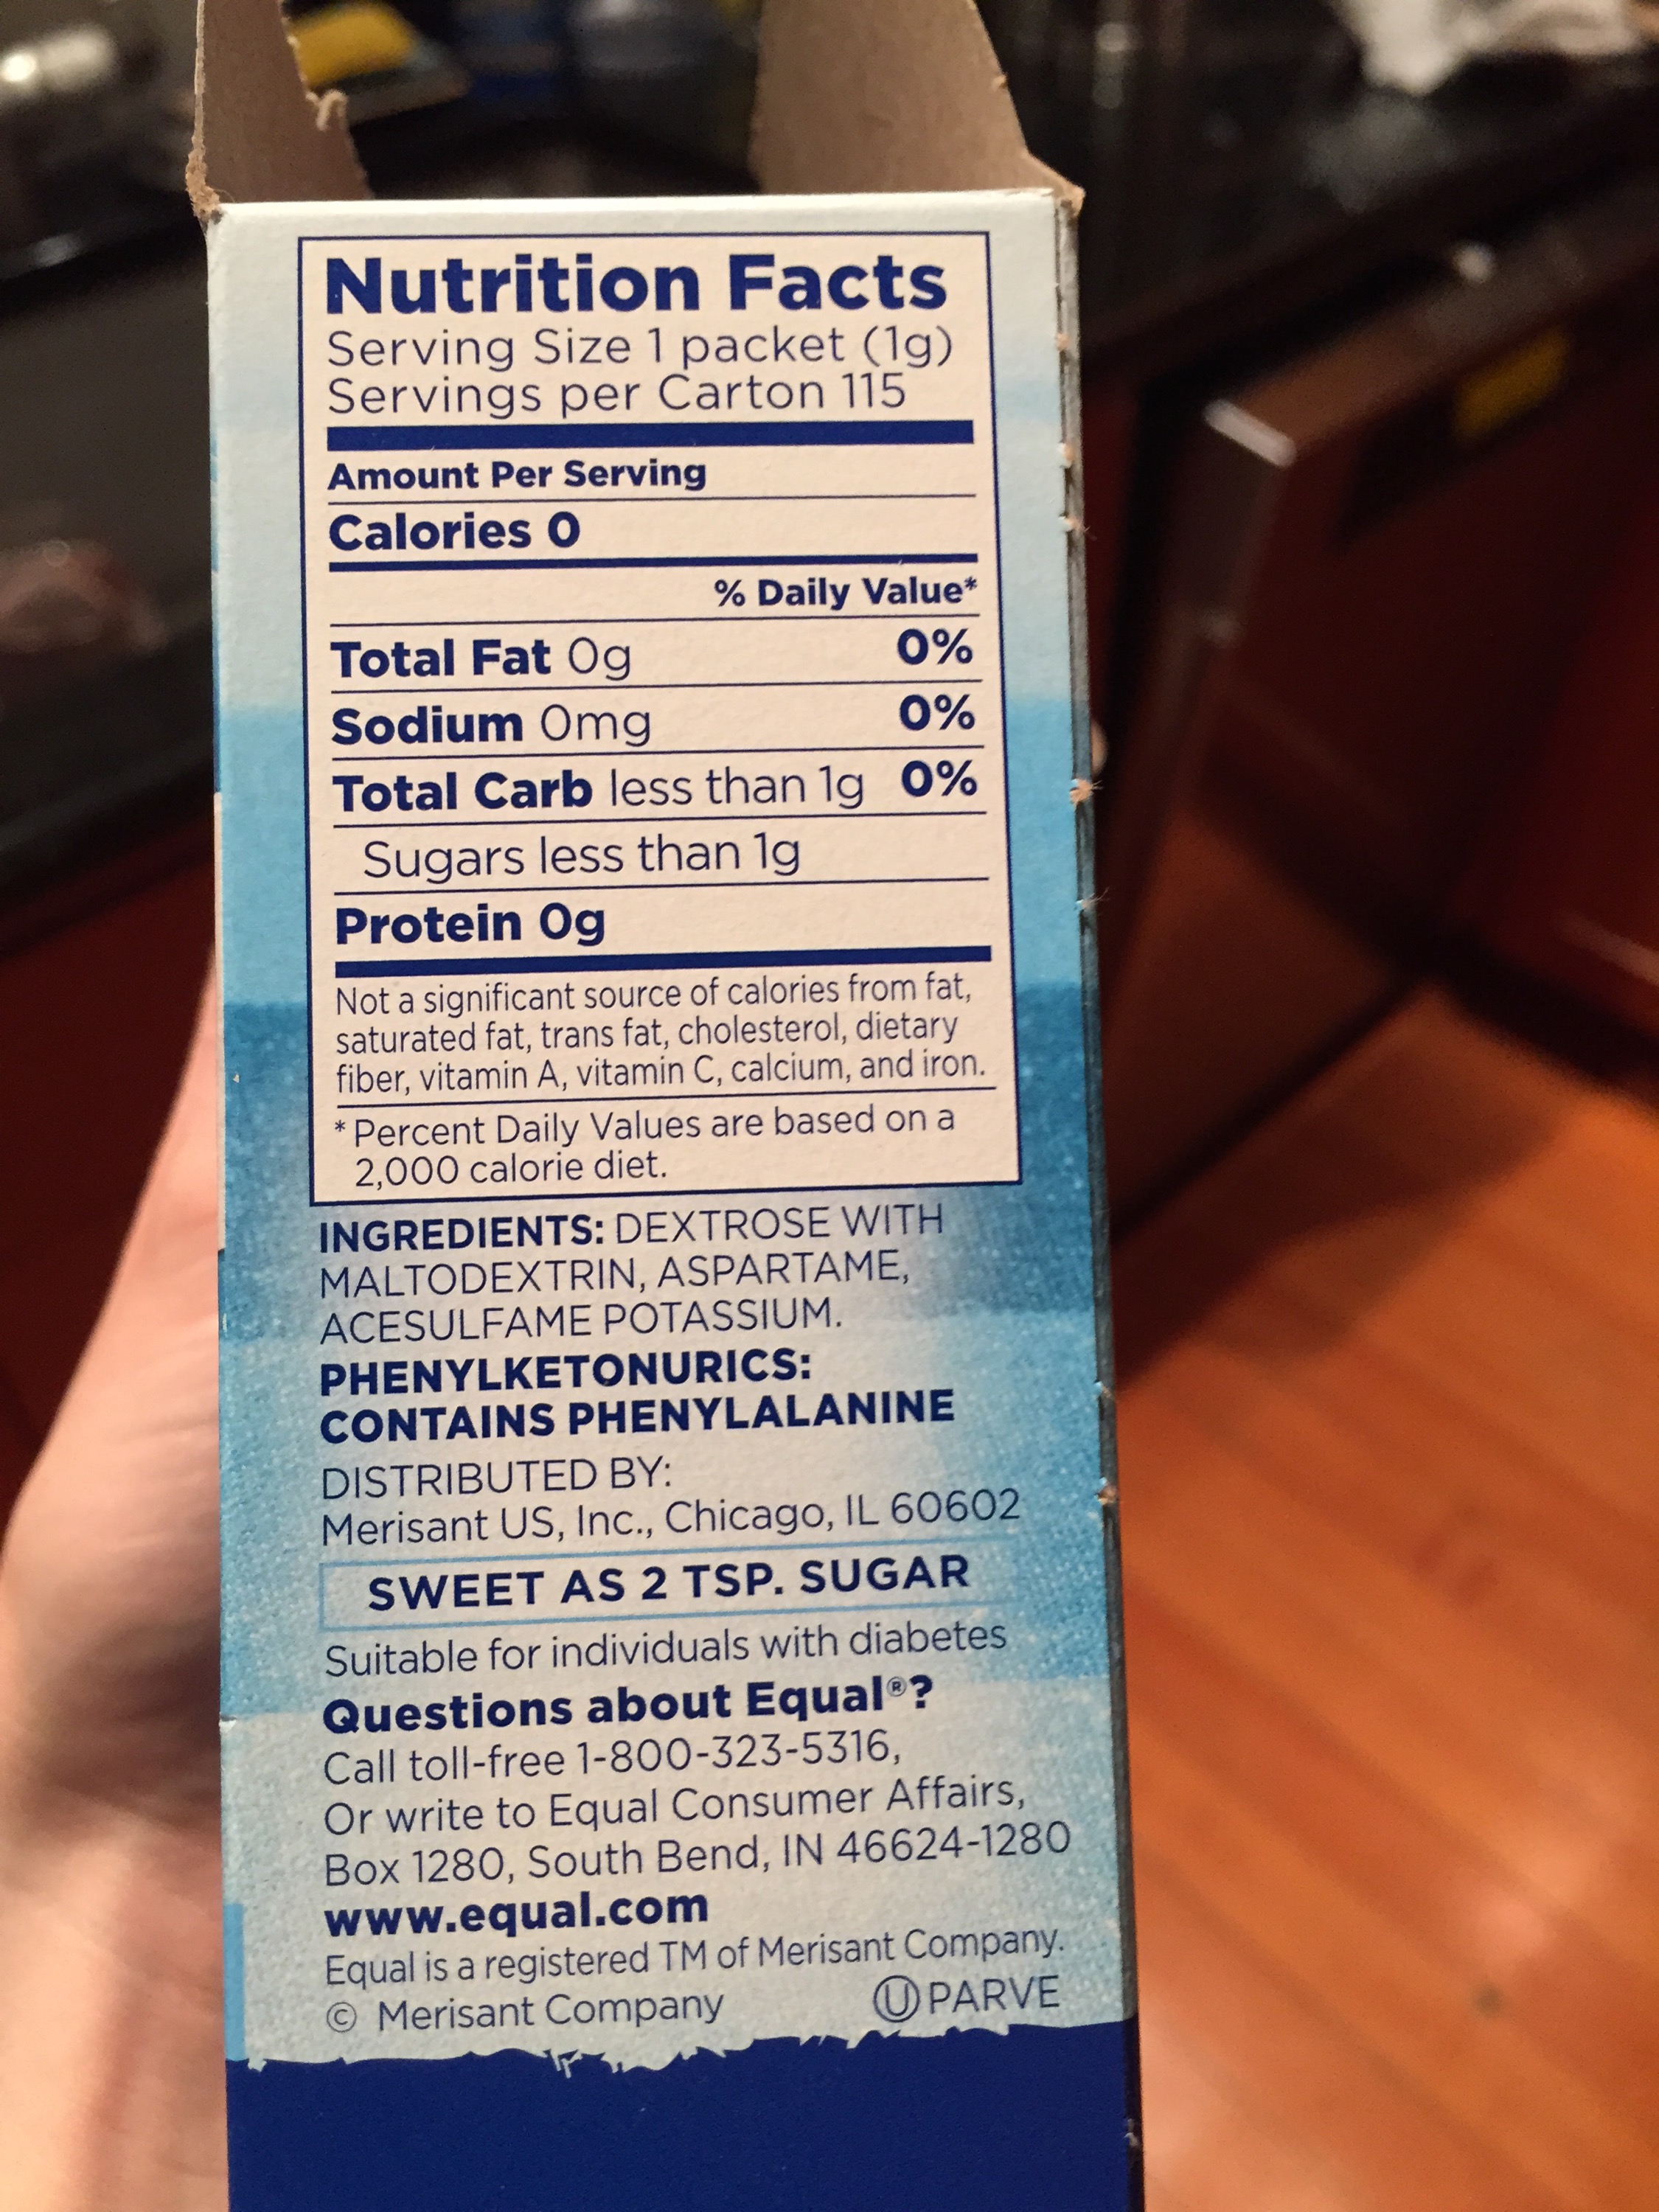 Nutrition Facts
Serving Size 1 packet (1g)
Servings per Carton 115
Amount Per Serving
Calories 0
% Daily Value*
Total Fat 0g 0%
Sodium 0mg 0%
Total Carb less than 1g 0%
Sugars less than 1g
Protein 0g
Not a significant source of calories from fat,
saturated fat, trans fat, cholesterol, dietary
fiber, vitamin A, vitamin C, calcium, and iron.
* Percent Daily Values are based on a
2,000 calorie diet.
INGREDIENTS: DEXTROSE WITH
MALTODEXTRIN, ASPARTAME,
ACESULFAME POTASSIUM.
PHENYLKETONURICS:
CONTAINS PHENYLALANINE
DISTRIBUTED BY:
Merisant US, Inc., Chicago, IL 60602
SWEET AS 2 TSP. SUGAR
Suitable for individuals with diabetes
Questions about Equal®?
Call toll-free 1-800-323-5316,
Or write to Equal Consumer Affairs,
Box 1280, South Bend, IN 46624-1280
www.equal.com
Equal is a registered TM of Merisant Company.
© Merisant Company Ⓤ PARVE